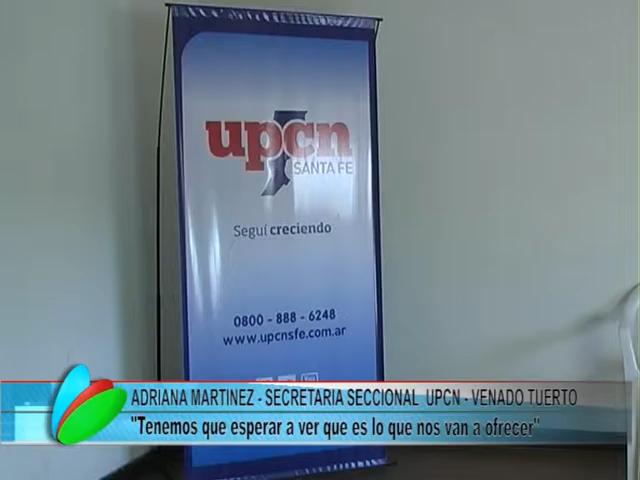 upcn
SANTA FE
Seguí creciendo
0800 - 888 - 6248
www.upcnsfe.com.ar
ADRIANA MARTINEZ - SECRETARIA SECCIONAL UPCN - VENADO TUERTO
"Tenemos que esperar a ver que es lo que nos van a ofrecer"